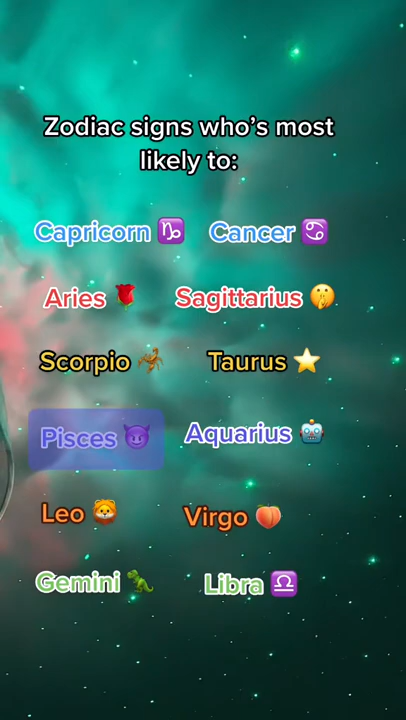 Zodiac signs who's most
likely to:
Capricorn ♑ Cancer ♋
Aries 🌹 Sagittarius 🤫
Scorpio 🦂 Taurus ⭐
Pisces 😈 Aquarius 🤖
Leo 🦁 Virgo 🍑
Gemini 🦖 Libra ♎